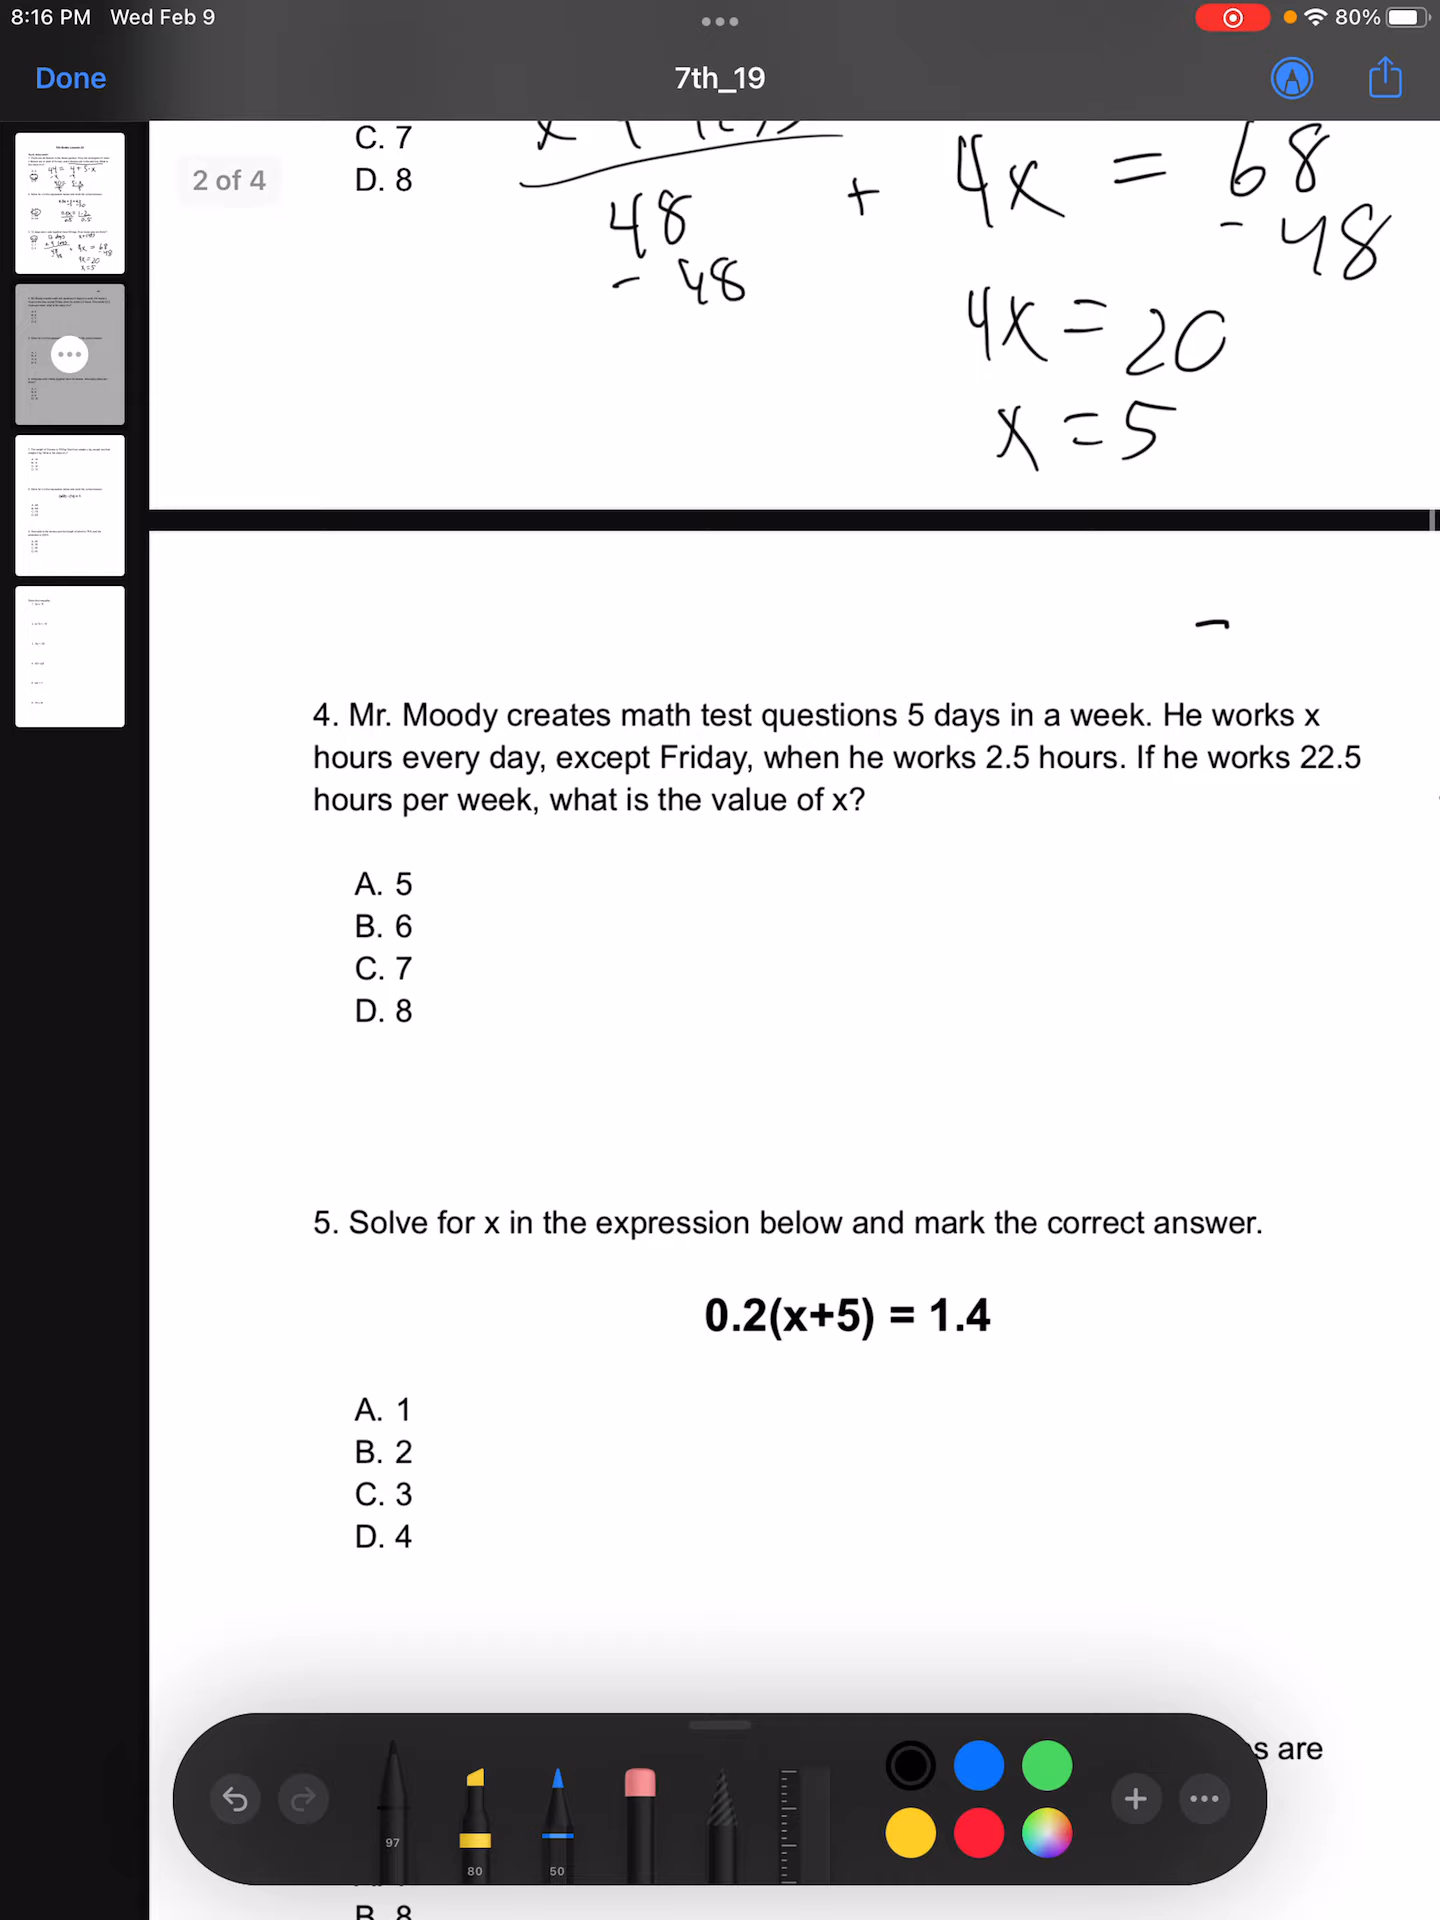 8:16 PM Wed Feb 9
80%
Done
7th_19
2 of 4
C. 7
D. 8
48 + 4x = 68
- 48 - 48
4x = 20
x = 5
4. Mr. Moody creates math test questions 5 days in a week. He works x
hours every day, except Friday, when he works 2.5 hours. If he works 22.5
hours per week, what is the value of x?
A. 5
B. 6
C. 7
D. 8
5. Solve for x in the expression below and mark the correct answer.
0.2(x+5) = 1.4
A. 1
B. 2
C. 3
D. 4
s are
97
80
50
B. 8